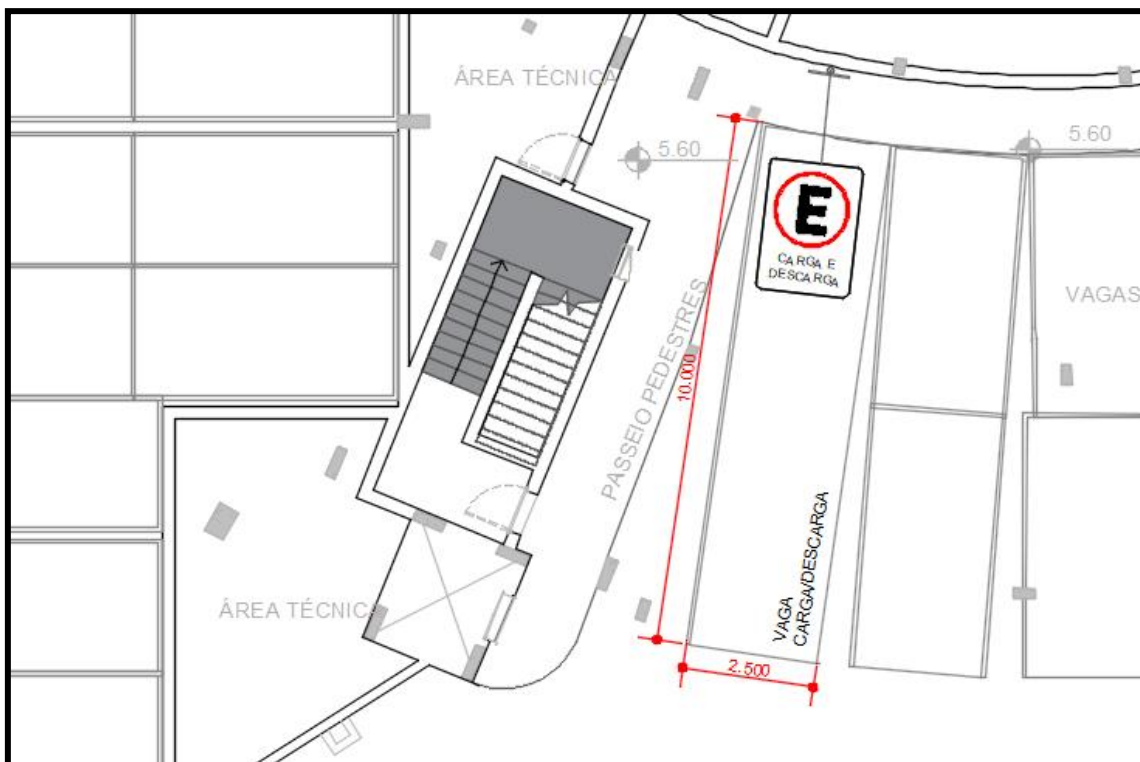 ÁREA TÉCNICA
5.60
5.60
E
CARGA E
DESCARGA
VAGAS
PASSEIO PEDESTRES
10.000
VAGA
CARGA/DESCARGA
ÁREA TÉCNICA
2.500